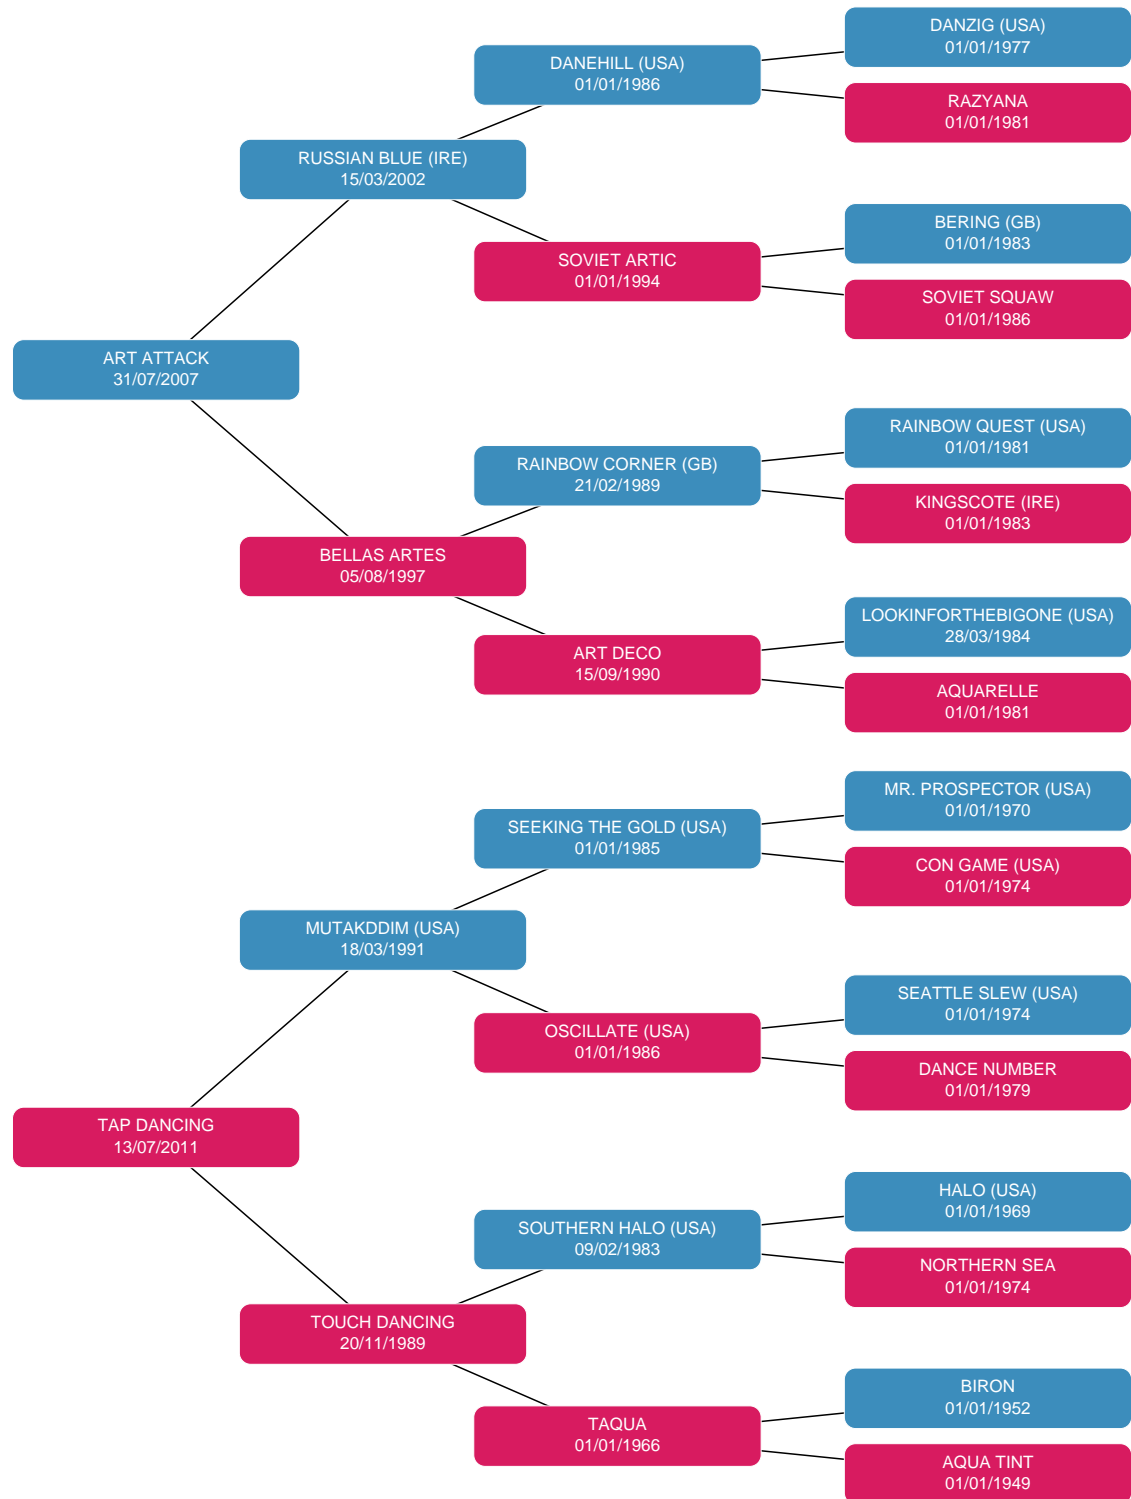 DANZIG (USA)
01/01/1977
DANEHILL (USA)
01/01/1986
RAZYANA
01/01/1981
RUSSIAN BLUE (IRE)
15/03/2002
BERING (GB)
01/01/1983
SOVIET ARTIC
01/01/1994
SOVIET SQUAW
01/01/1986
ART ATTACK
31/07/2007
RAINBOW QUEST (USA)
01/01/1981
RAINBOW CORNER (GB)
21/02/1989
KINGSCOTE (IRE)
01/01/1983
BELLAS ARTES
05/08/1997
LOOKINFORTHEBIGONE (USA)
28/03/1984
ART DECO
15/09/1990
AQUARELLE
01/01/1981
MR. PROSPECTOR (USA)
01/01/1970
SEEKING THE GOLD (USA)
01/01/1985
CON GAME (USA)
01/01/1974
MUTAKDDIM (USA)
18/03/1991
SEATTLE SLEW (USA)
01/01/1974
OSCILLATE (USA)
01/01/1986
DANCE NUMBER
01/01/1979
TAP DANCING
13/07/2011
HALO (USA)
01/01/1969
SOUTHERN HALO (USA)
09/02/1983
NORTHERN SEA
01/01/1974
TOUCH DANCING
20/11/1989
BIRON
01/01/1952
TAQUA
01/01/1966
AQUA TINT
01/01/1949